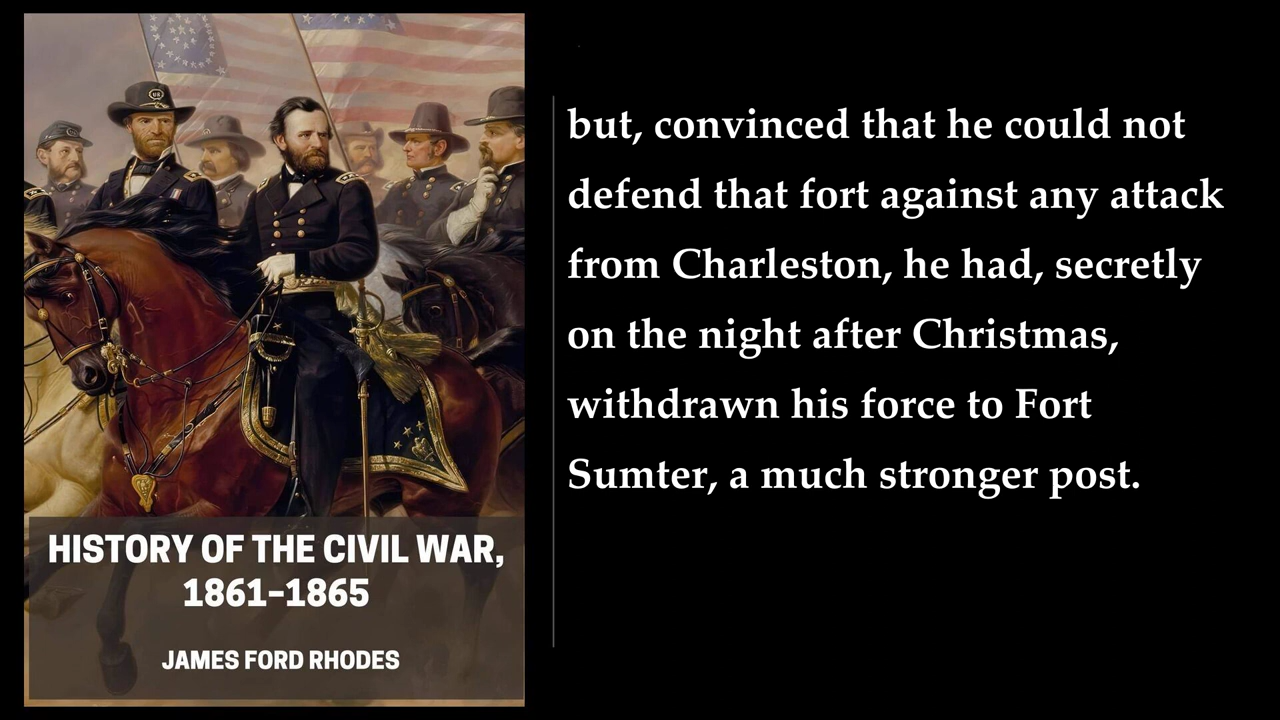 HISTORY OF THE CIVIL WAR,
1861–1865
JAMES FORD RHODES
but, convinced that he could not
defend that fort against any attack
from Charleston, he had, secretly
on the night after Christmas,
withdrawn his force to Fort
Sumter, a much stronger post.